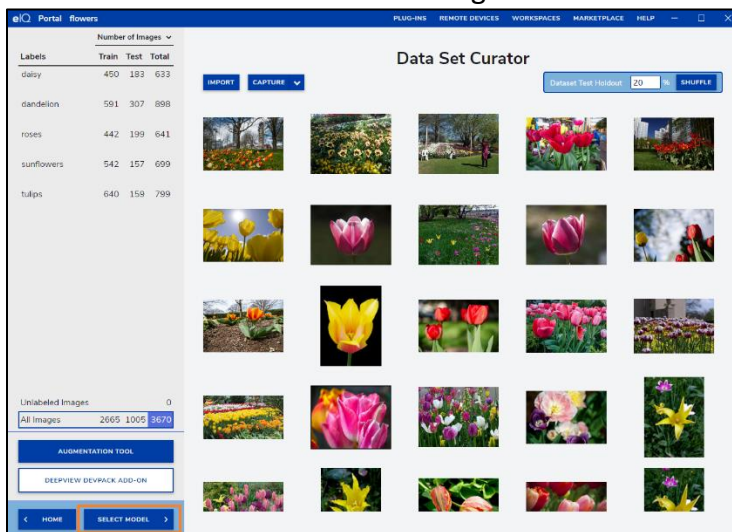 eIQ Portal flowers
PLUG-INS REMOTE DEVICES WORKSPACES MARKETPLACE HELP
Number of Images
Labels Train Test Total
daisy 450 183 633
dandelion 591 307 898
roses 442 199 641
sunflowers 542 157 699
tulips 640 159 799
Unlabeled Images 0
All Images 2665 1005 3670
AUGMENTATION TOOL
DEEPVIEW DEVPACK ADD-ON
< HOME
SELECT MODEL >
Data Set Curator
IMPORT
CAPTURE
Dataset Test Holdout 20 %
SHUFFLE